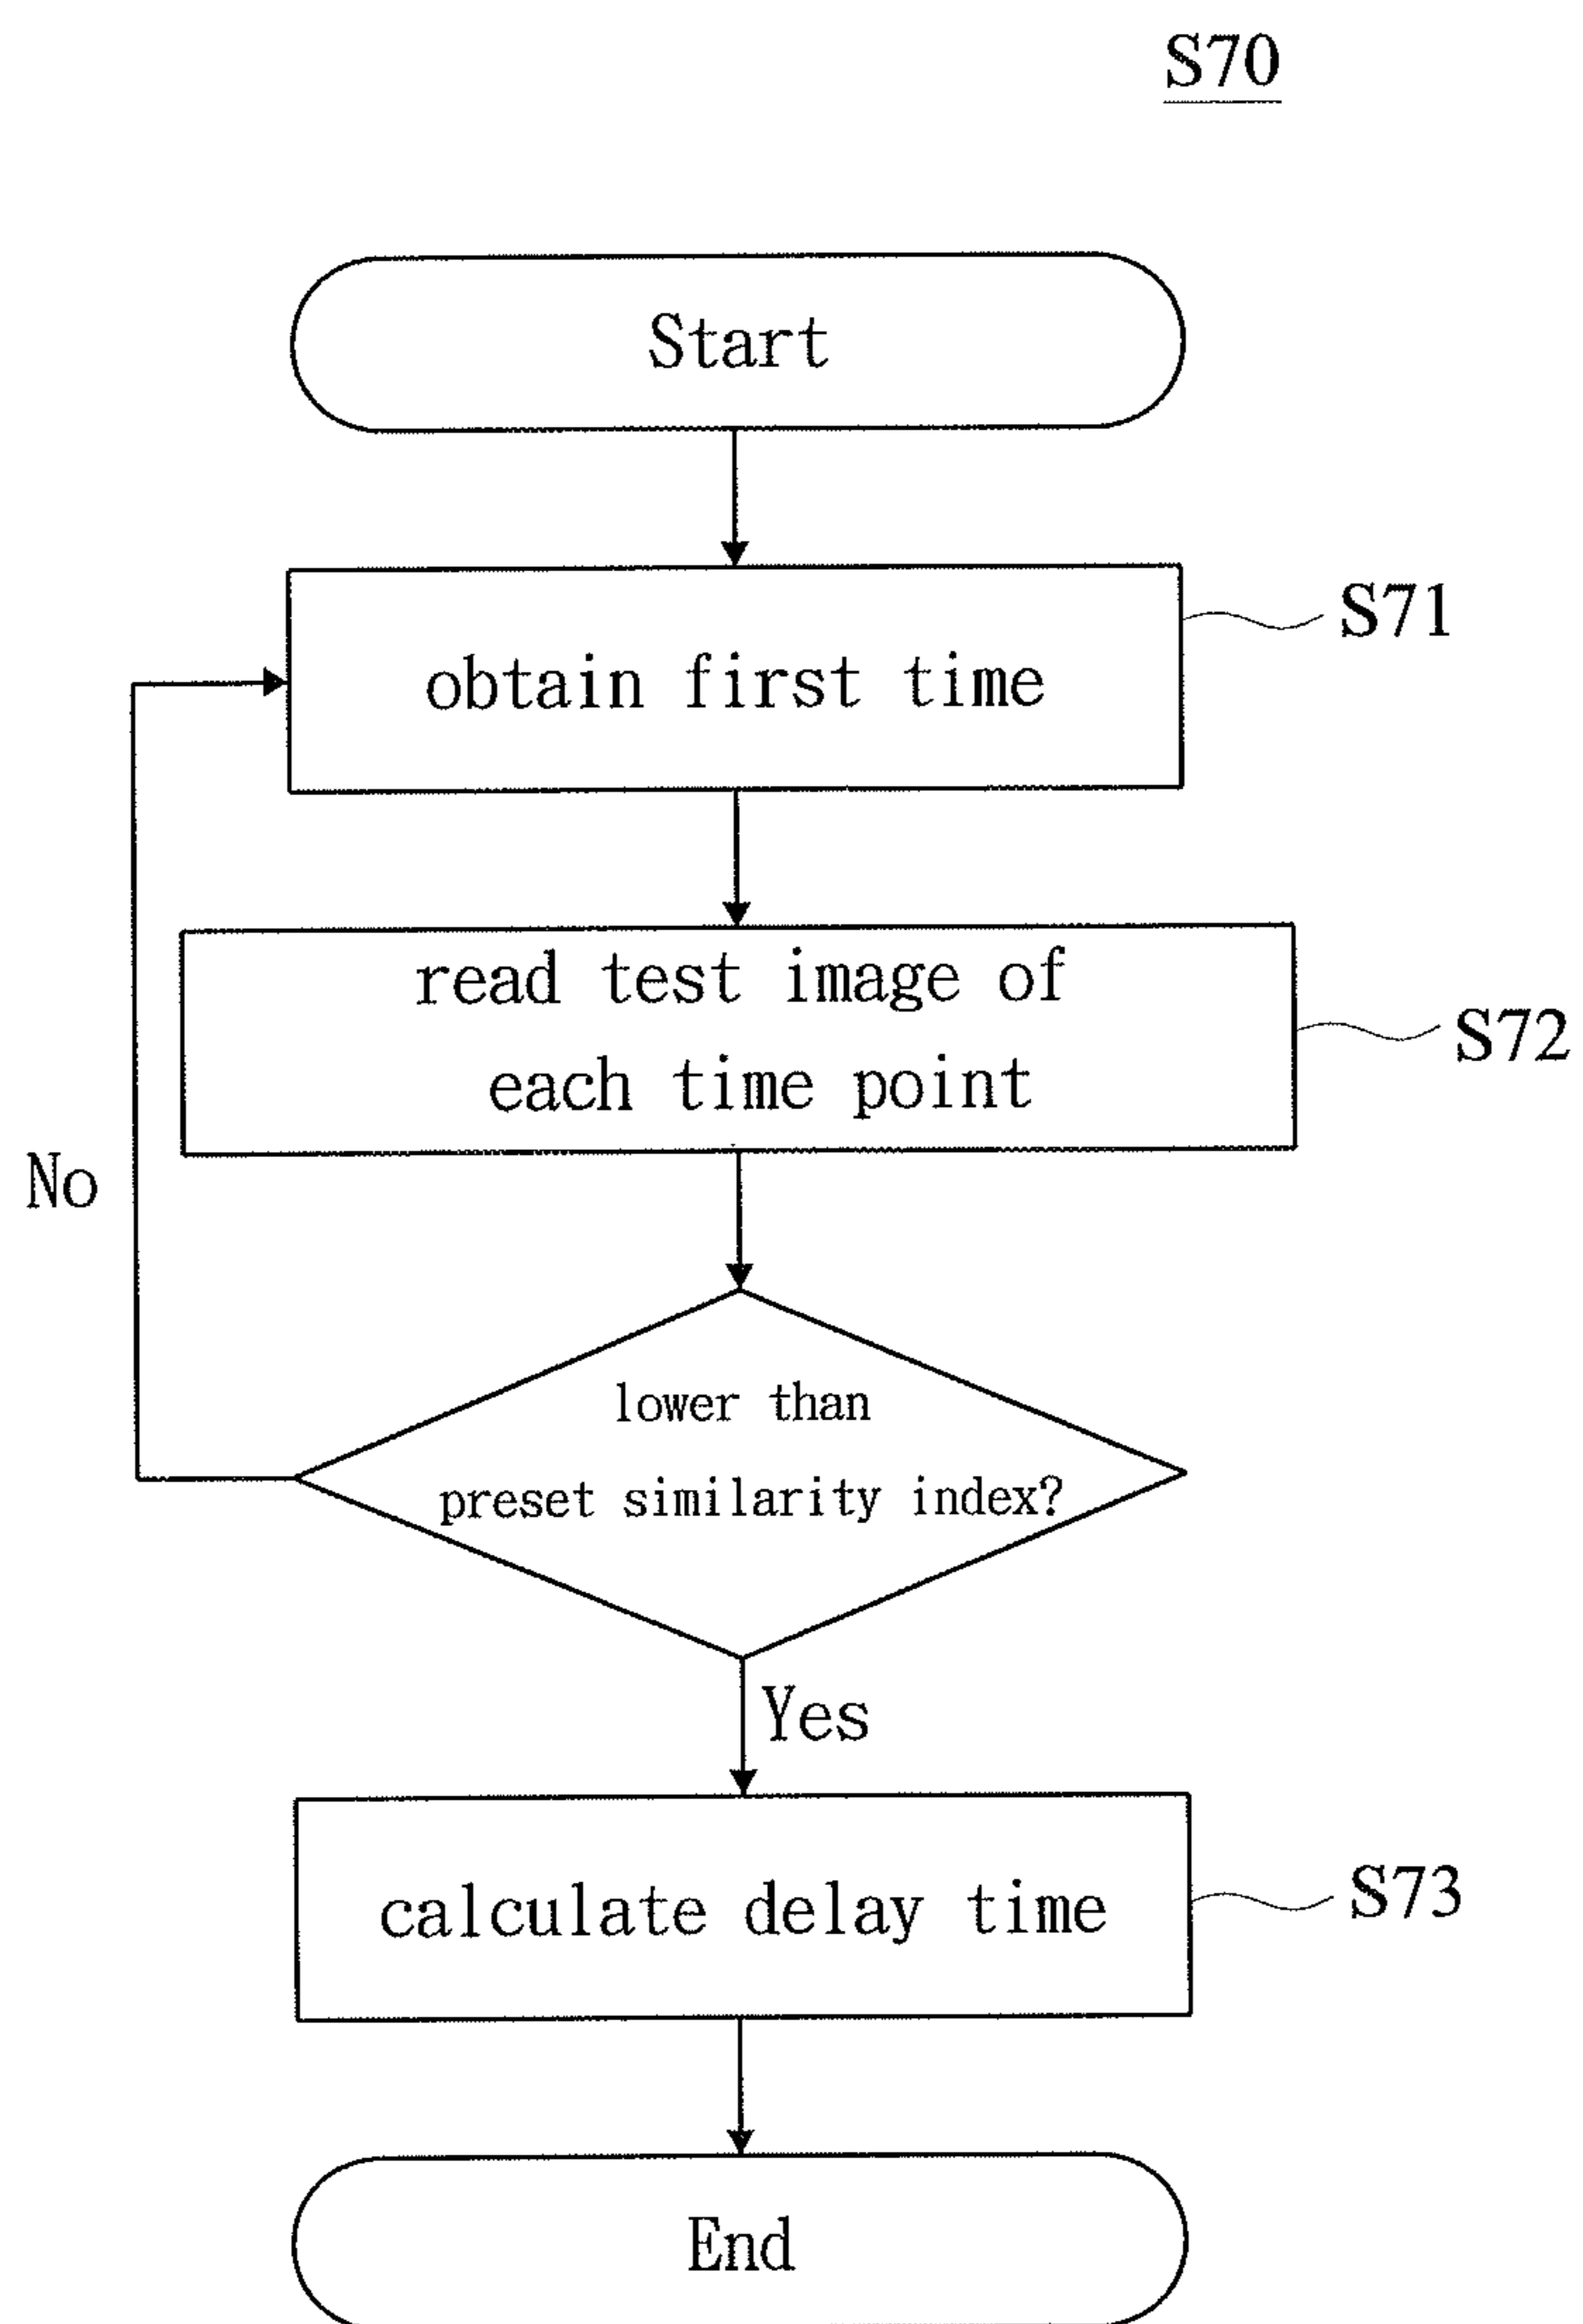 S70
Start
obtain first time
S71
read test image of
each time point
S72
No
lower than
preset similarity index?
Yes
calculate delay time
S73
End